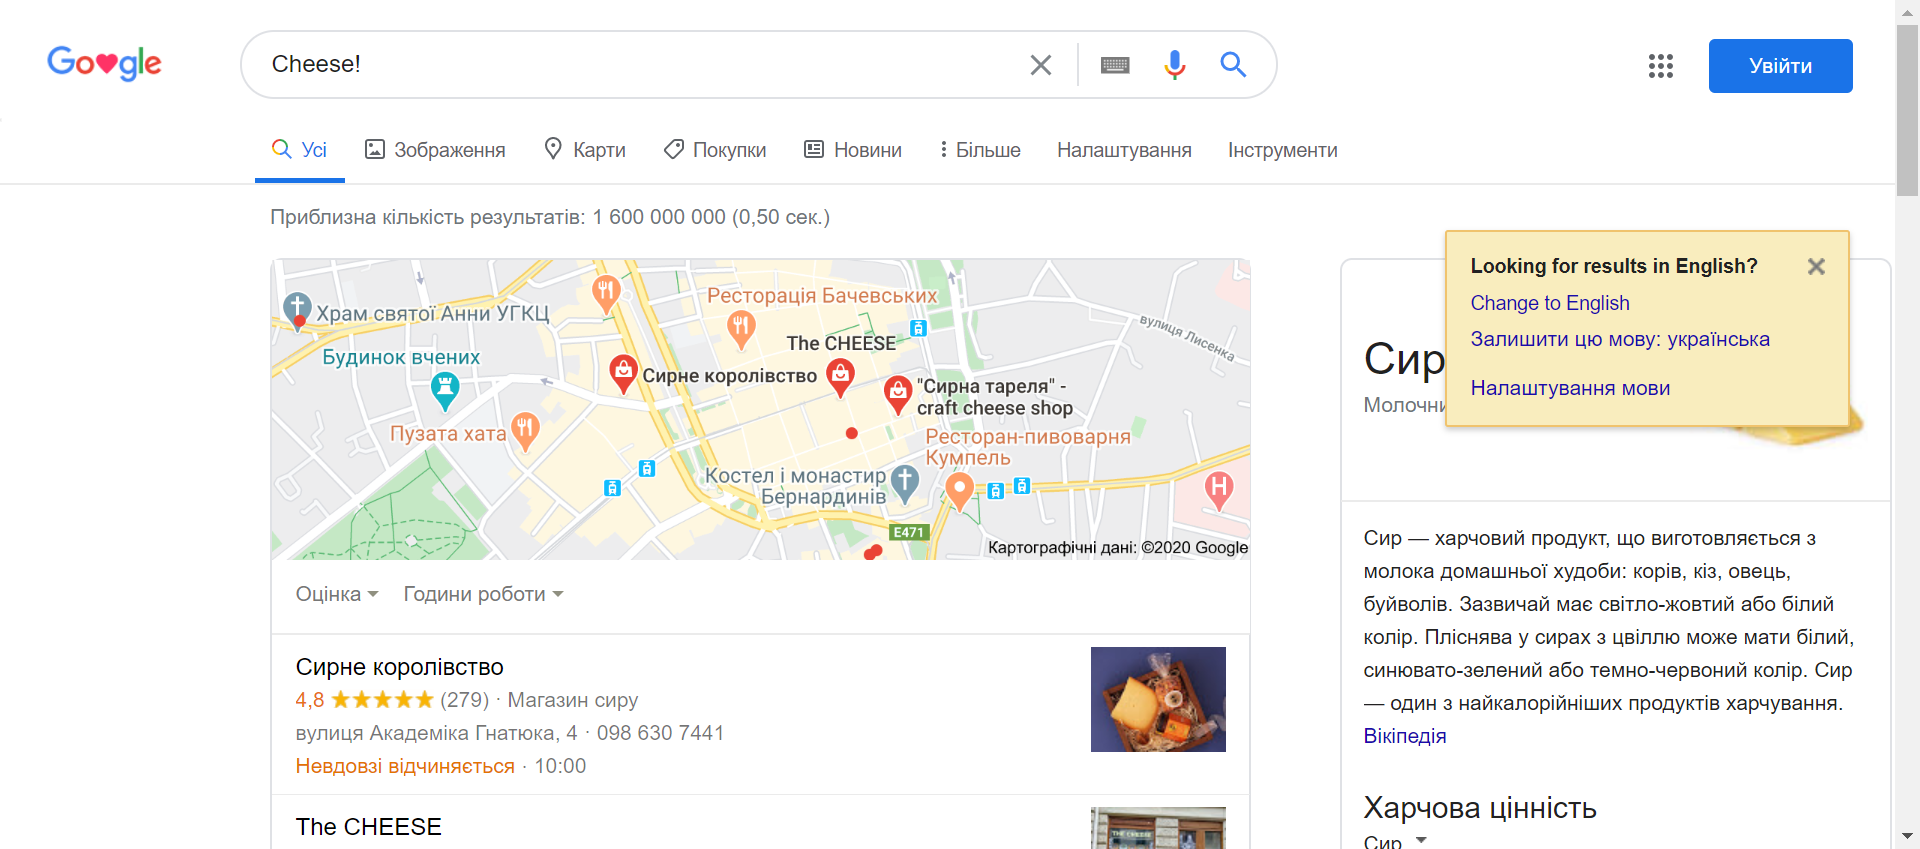 Go gle
Cheese!
Увійти
Усі
Зображення
Карти
Покупки
Новини
Більше
Налаштування
Інструменти
Приблизна кількість результатів: 1 600 000 000 (0,50 сек.)
Храм святої Анни УГКЦ
Ресторація Бачевських
вулиця Лисенка
Будинок вчених
The CHEESE
Сирне королівство
"Сирна тареля" -
craft cheese shop
Пузата хата
Ресторан-пивоварня
Кумпель
Костел і монастир
Бернардинів
H
E471
Картографічні дані: ©2020 Google
Оцінка
Години роботи
Сирне королівство
4,8 (279) · Магазин сиру
вулиця Академіка Гнатюка, 4 · 098 630 7441
Невдовзі відчиняється · 10:00
The CHEESE
THE CHEESE
Looking for results in English?
Change to English
Залишити цю мову: українська
Налаштування мови
Сир
Молочн
Сир — харчовий продукт, що виготовляється з
молока домашньої худоби: корів, кіз, овець,
буйволів. Зазвичай має світло-жовтий або білий
колір. Пліснява у сирах з цвіллю може мати білий,
синювато-зелений або темно-червоний колір. Сир
— один з найкалорійніших продуктів харчування.
Вікіпедія
Харчова цінність
Сир